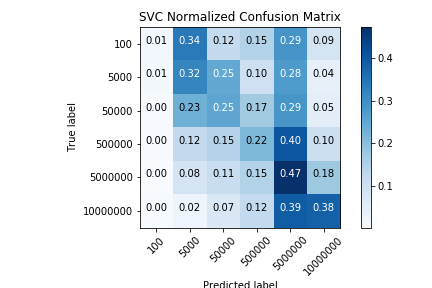 SVC Normalized Confusion Matrix
True label
100 0.01 0.34 0.12 0.15 0.29 0.09
5000 0.01 0.32 0.25 0.10 0.28 0.04
50000 0.00 0.23 0.25 0.17 0.29 0.05
500000 0.00 0.12 0.15 0.22 0.40 0.10
5000000 0.00 0.08 0.11 0.15 0.47 0.18
10000000 0.00 0.02 0.07 0.12 0.39 0.38
100 5000 50000 500000 5000000 10000000
Predicted label
0.4
0.3
0.2
0.1